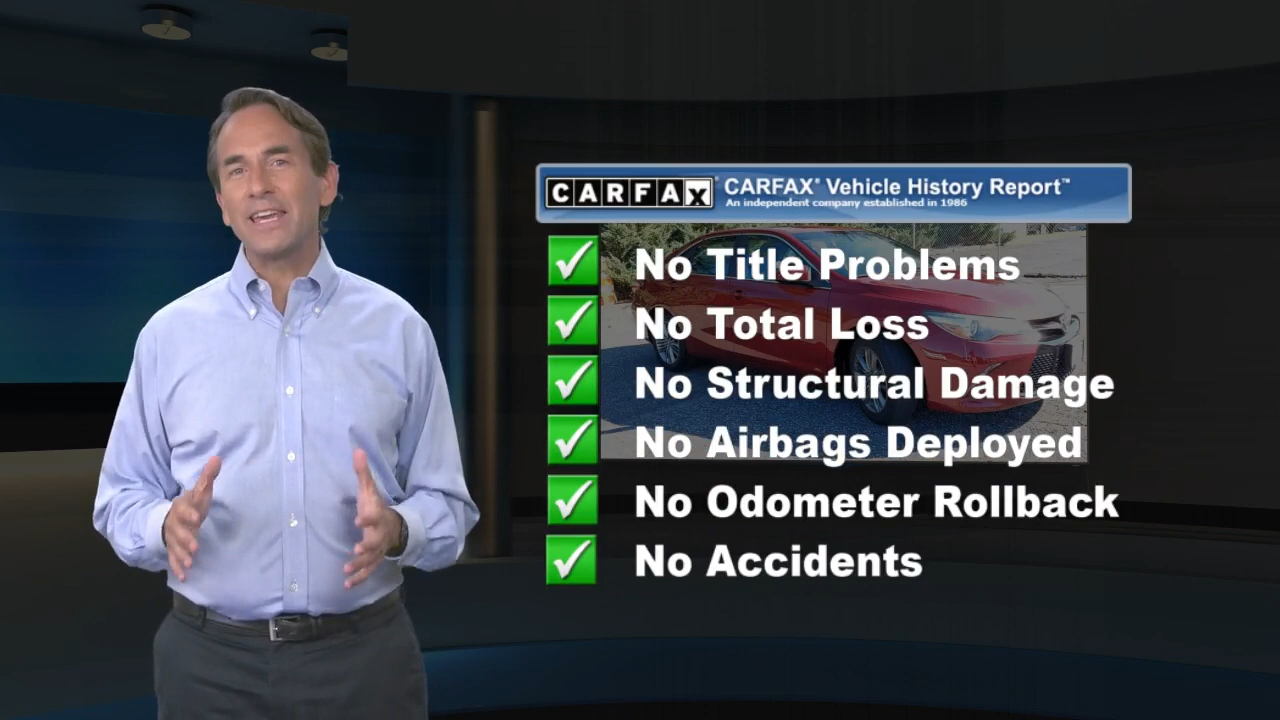 CARFAX
CARFAX® Vehicle History Report™
An independent company established in 1986
No Title Problems
No Total Loss
No Structural Damage
No Airbags Deployed
No Odometer Rollback
No Accidents